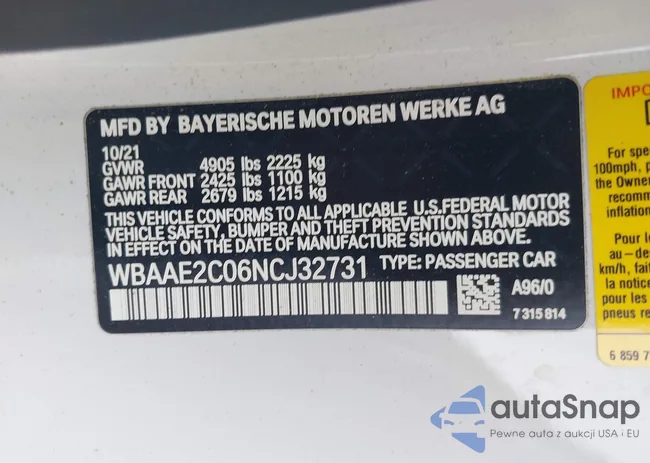 MFD BY BAYERISCHE MOTOREN WERKE AG
10/21
GVWR 4905 lbs 2225 kg
GAWR FRONT 2425 lbs 1100 kg
GAWR REAR 2679 lbs 1215 kg
THIS VEHICLE CONFORMS TO ALL APPLICABLE U.S.FEDERAL MOTOR
VEHICLE SAFETY, BUMPER AND THEFT PREVENTION STANDARDS
IN EFFECT ON THE DATE OF MANUFACTURE SHOWN ABOVE.
WBAAE2C06NCJ32731 TYPE: PASSENGER CAR
A96/0
7 315 814
IMPO
For spe
100mph,
the Owner
recomm
inflation
Pour l
au-de
km/h, fait
la notice
pour les
pneus re
6 859 7
autoSnap
Pewne auta z aukcji USA i EU